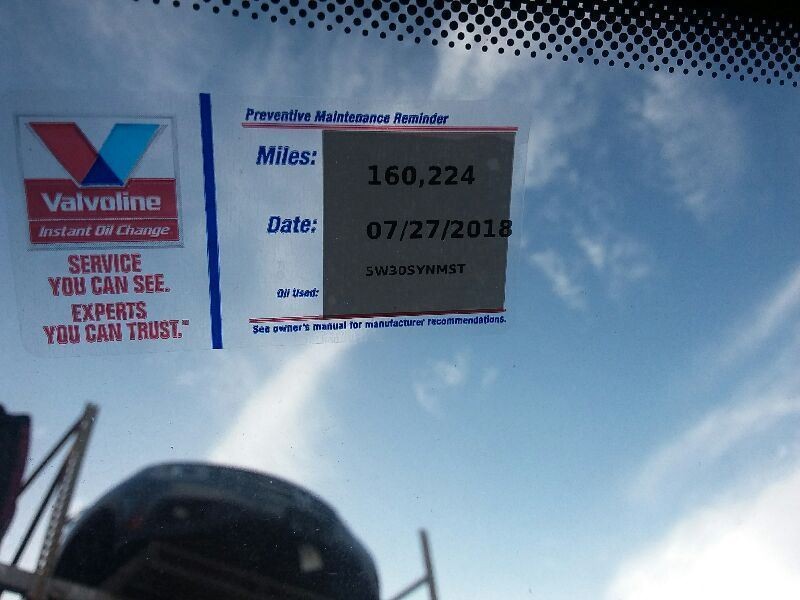 Valvoline
Instant Oil Change
SERVICE
YOU CAN SEE.
EXPERTS
YOU CAN TRUST.™
Preventive Maintenance Reminder
Miles: 160,224
Date: 07/27/2018
Oil Used: 5W30SYNMST
See owner's manual for manufacturer recommendations.